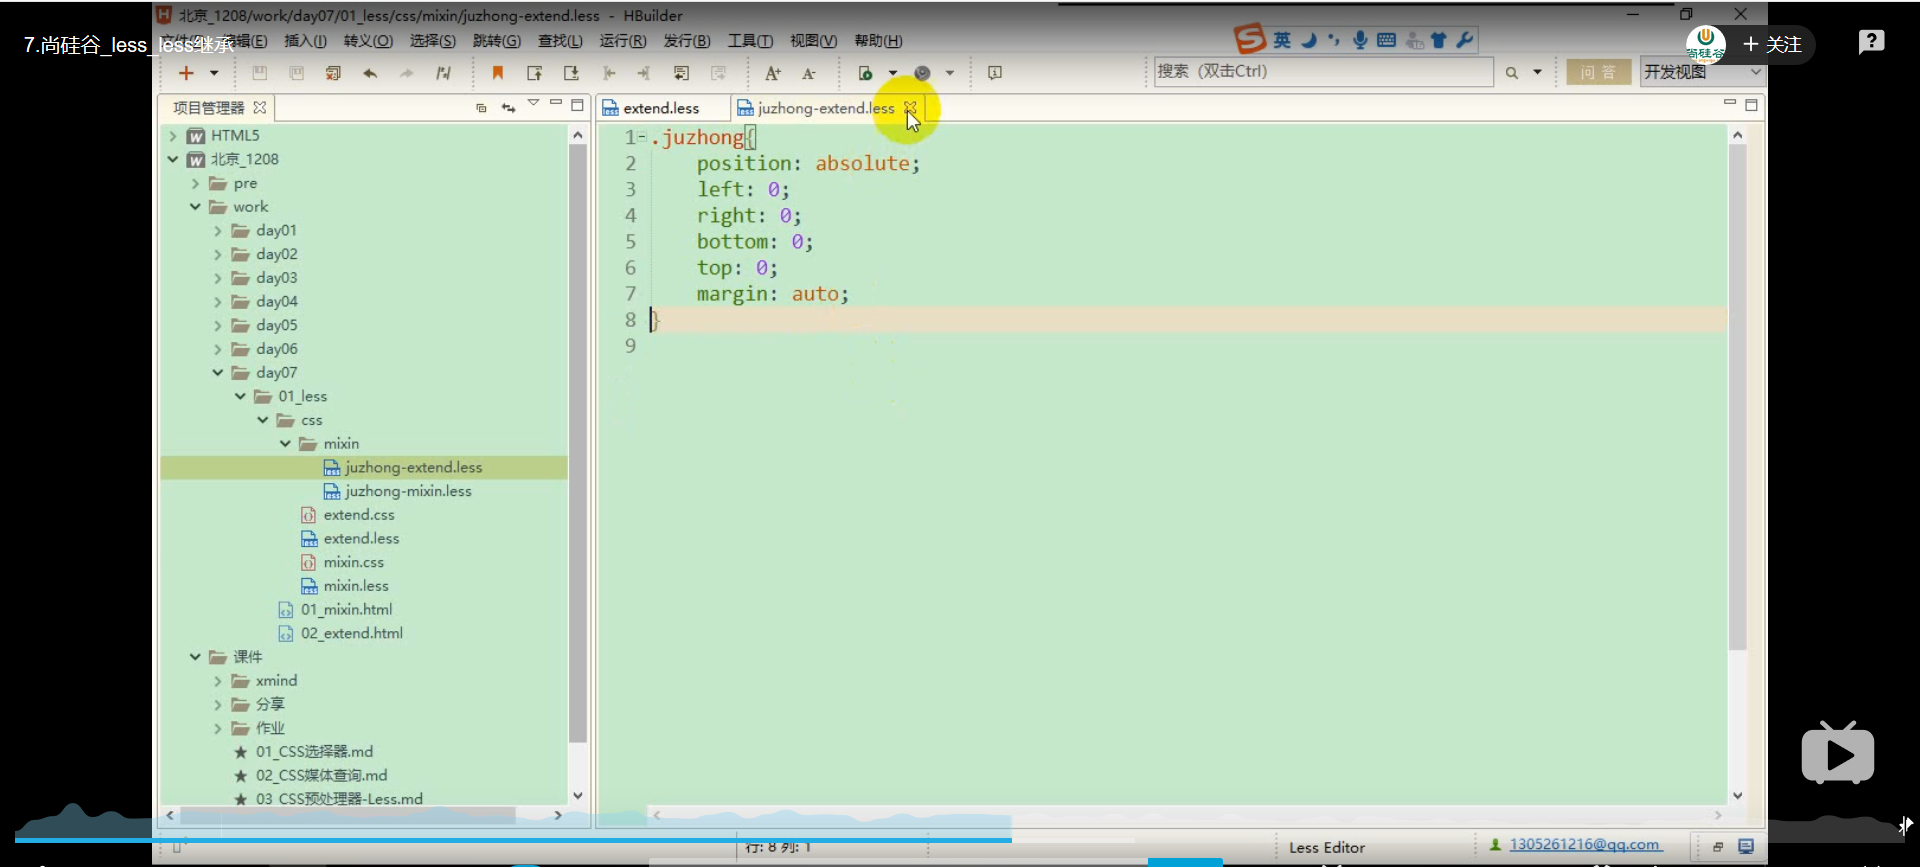 北京_1208/work/day07/01_less/css/mixin/juzhong-extend.less - HBuilder
7.尚硅谷_less_less继承
编辑(E) 插入(I) 转义(O) 选择(S) 跳转(G) 查找(L) 运行(R) 发行(B) 工具(T) 视图(V) 帮助(H)
英
尚硅谷
+ 关注
搜索 (双击Ctrl)
问 答
开发视图
项目管理器
extend.less
juzhong-extend.less
HTML5
北京_1208
pre
work
day01
day02
day03
day04
day05
day06
day07
01_less
css
mixin
juzhong-extend.less
juzhong-mixin.less
extend.css
extend.less
mixin.css
mixin.less
01_mixin.html
02_extend.html
课件
xmind
分享
作业
01_CSS选择器.md
02_CSS媒体查询.md
03 CSS预处理器-Less.md
1 .juzhong{
2 position: absolute;
3 left: 0;
4 right: 0;
5 bottom: 0;
6 top: 0;
7 margin: auto;
8 }
9
行: 8 列: 1
Less Editor
1305261216@qq.com